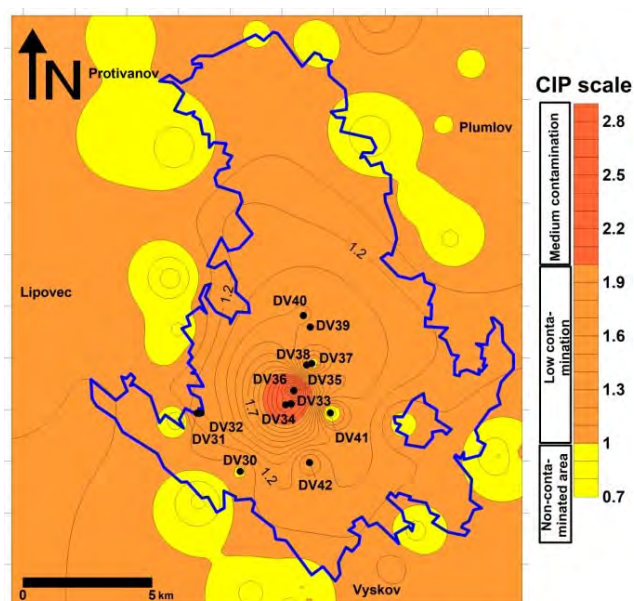 N
Protivanov
Plumlov
Lipovec
1.2
1.2
DV40
DV39
DV38 DV37
DV36 DV35
DV33
DV34
1.7
DV32
DV31
DV41
DV30
1.2
DV42
0 5 km
Vyskov
CIP scale
Medium contamination
Low conta-
mination
Non-conta-
minated area
2.8
2.5
2.2
1.9
1.6
1.3
1
0.7